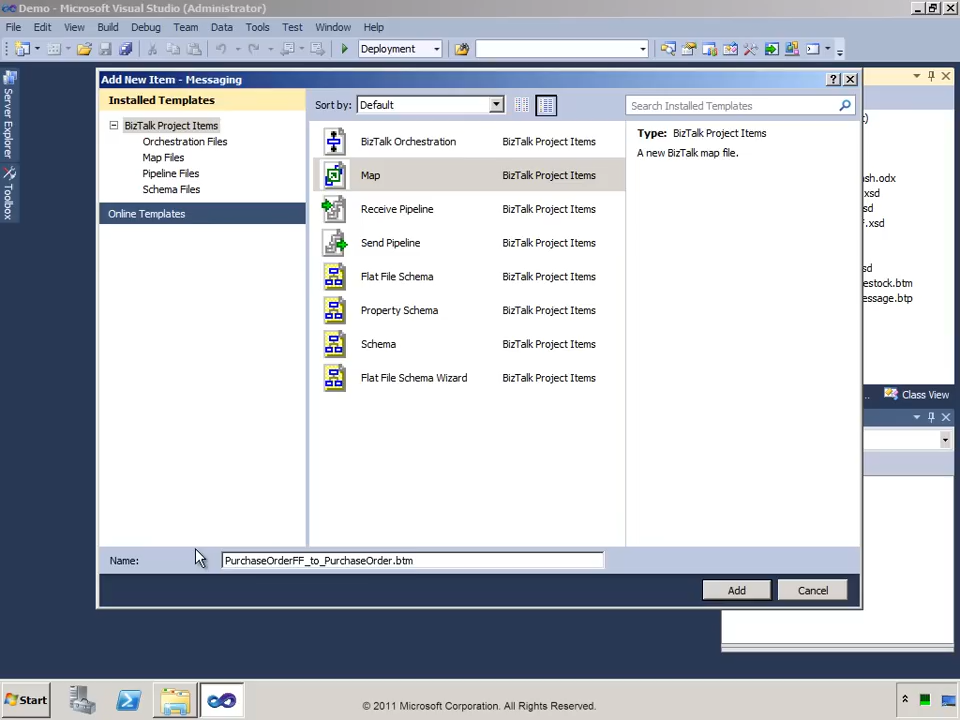 Demo - Microsoft Visual Studio (Administrator)
File Edit View Build Debug Team Data Tools Test Window Help
Deployment
Add New Item - Messaging
Installed Templates
Sort by: Default
Search Installed Templates
BizTalk Project Items
Orchestration Files
Map Files
Pipeline Files
Schema Files
Online Templates
BizTalk Orchestration BizTalk Project Items
Map BizTalk Project Items
Receive Pipeline BizTalk Project Items
Send Pipeline BizTalk Project Items
Flat File Schema BizTalk Project Items
Property Schema BizTalk Project Items
Schema BizTalk Project Items
Flat File Schema Wizard BizTalk Project Items
Type: BizTalk Project Items
A new BizTalk map file.
Server Explorer
Toolbox
ash.odx
xsd
sd
F.xsd
sd
estock.btm
essage.btp
Class View
Name: PurchaseOrderFF_to_PurchaseOrder.btm
Add Cancel
Start
© 2011 Microsoft Corporation. All Rights Reserved.